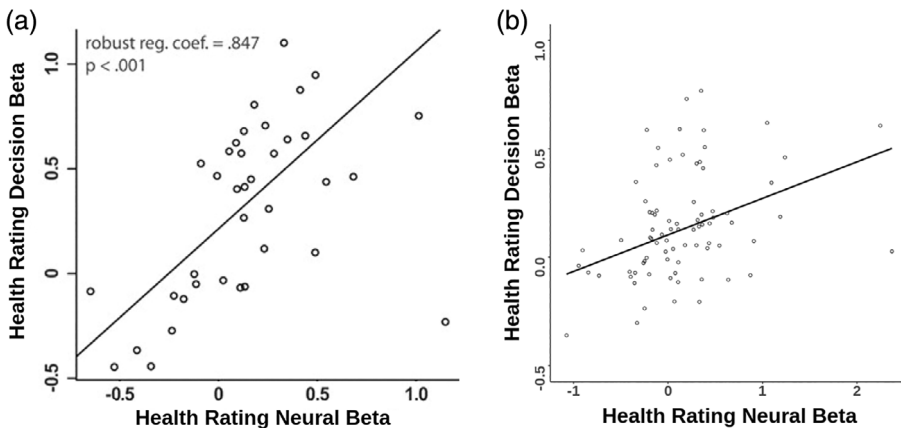 (a)
robust reg. coef. = .847
p < .001
Health Rating Decision Beta
1.0
0.5
0
-0.5
-0.5
0
0.5
1.0
Health Rating Neural Beta
(b)
Health Rating Decision Beta
1.0
0.5
0.0
-0.5
-1
0
1
2
Health Rating Neural Beta